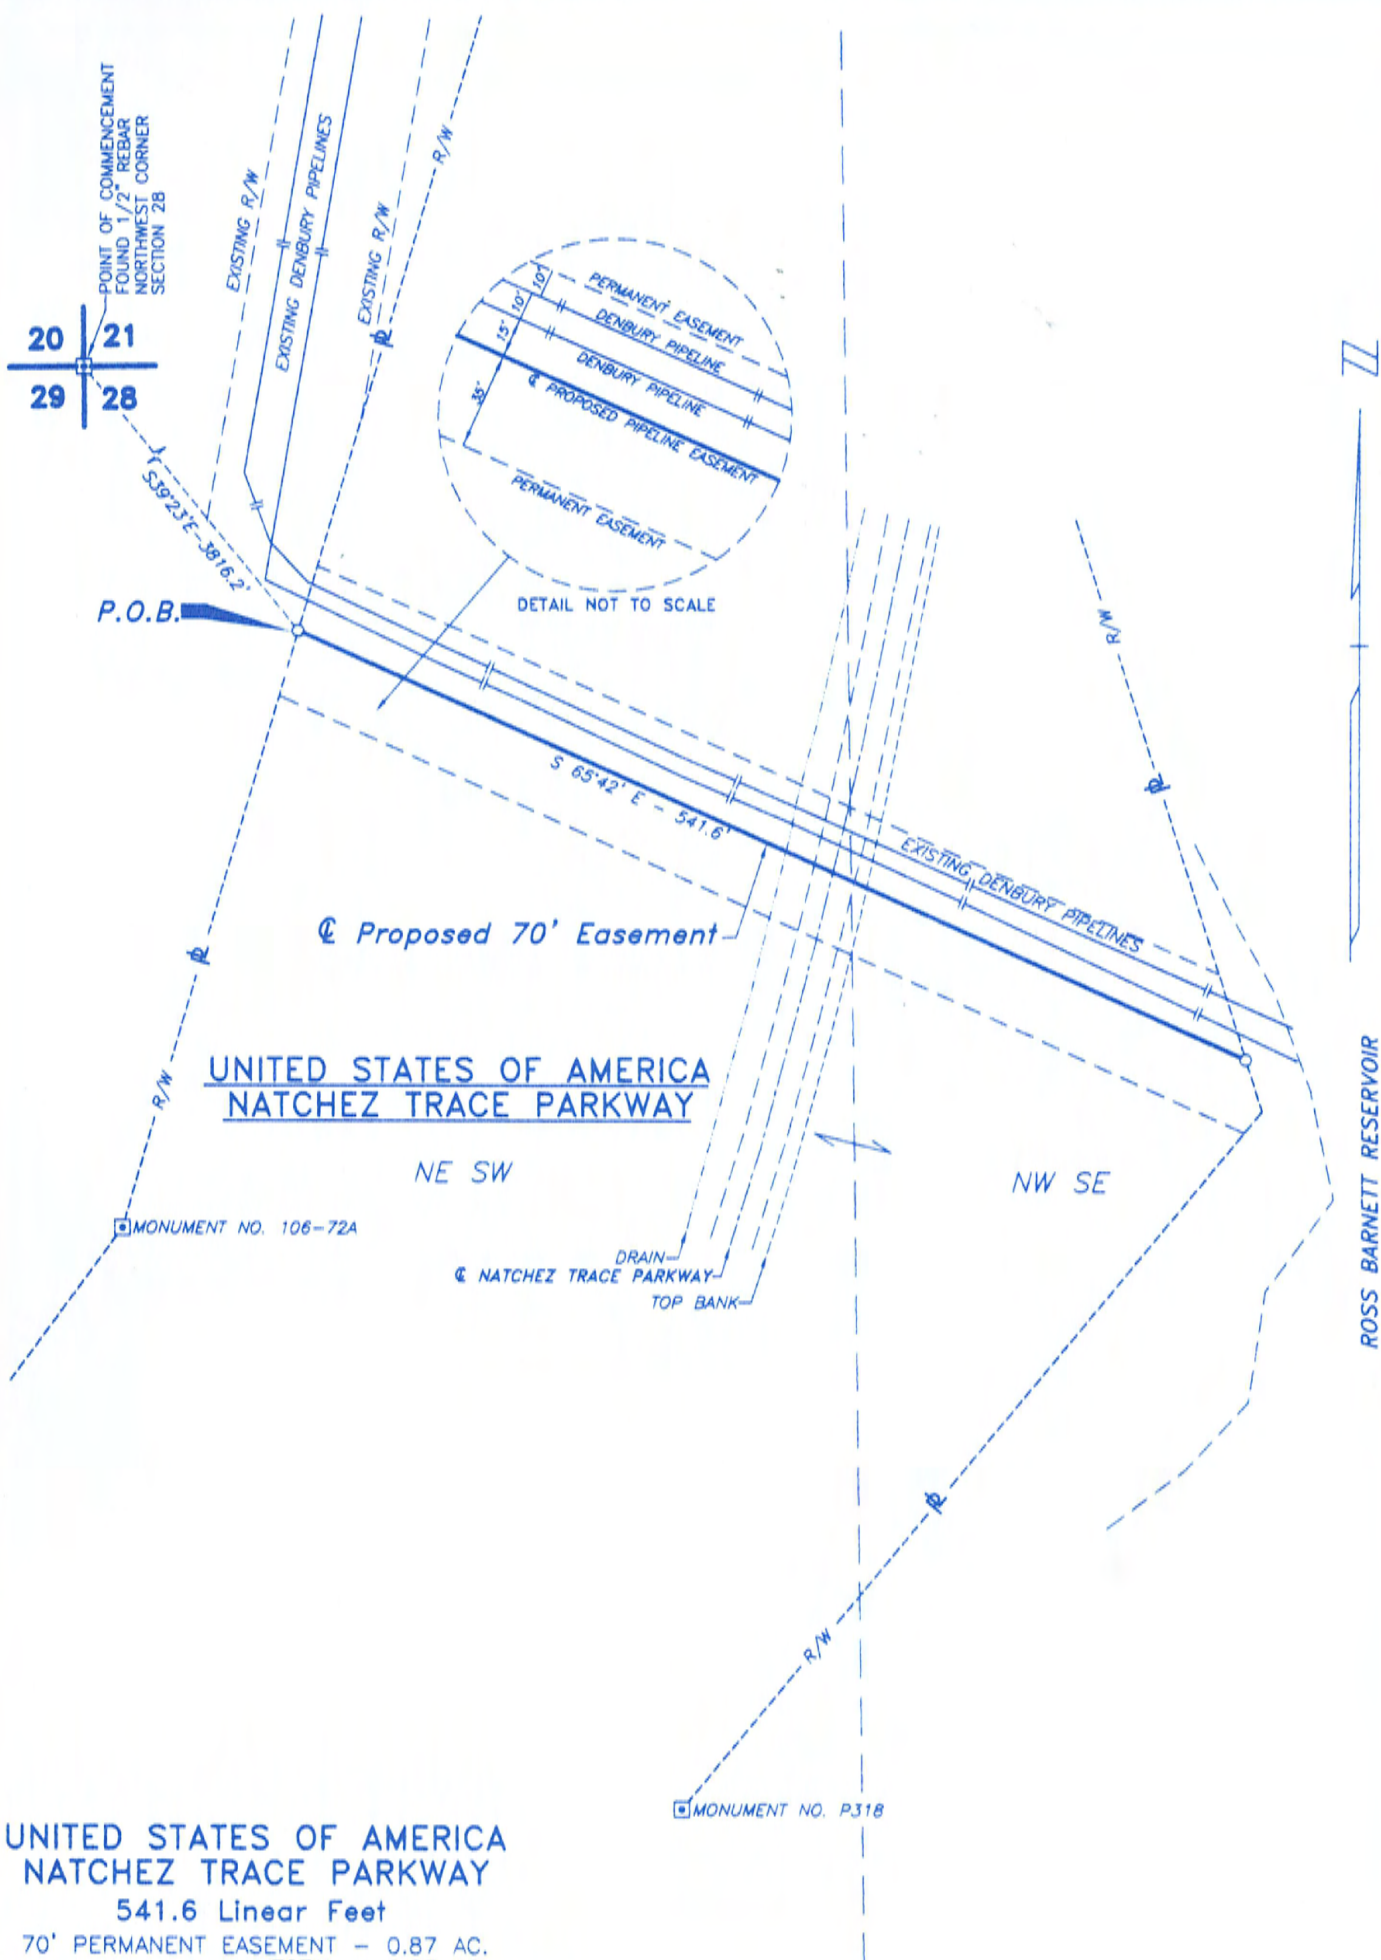 POINT OF COMMENCEMENT
FOUND 1/2" REBAR
NORTHWEST CORNER
SECTION 28
20 21
29 28
EXISTING R/W
EXISTING DENBURY PIPELINES
EXISTING R/W
R/W
PL
S39°23'E-3816.2'
P.O.B.
10'
10'
15'
35'
PERMANENT EASEMENT
DENBURY PIPELINE
DENBURY PIPELINE
℄ PROPOSED PIPELINE EASEMENT
PERMANENT EASEMENT
DETAIL NOT TO SCALE
R/W
PL
S 65°42' E - 541.6'
EXISTING DENBURY PIPELINES
℄ Proposed 70' Easement
PL
R/W
UNITED STATES OF AMERICA
NATCHEZ TRACE PARKWAY
NE SW
NW SE
MONUMENT NO. 106-72A
DRAIN
℄ NATCHEZ TRACE PARKWAY
TOP BANK
ROSS BARNETT RESERVOIR
PL
R/W
MONUMENT NO. P318
UNITED STATES OF AMERICA
NATCHEZ TRACE PARKWAY
541.6 Linear Feet
70' PERMANENT EASEMENT - 0.87 AC.